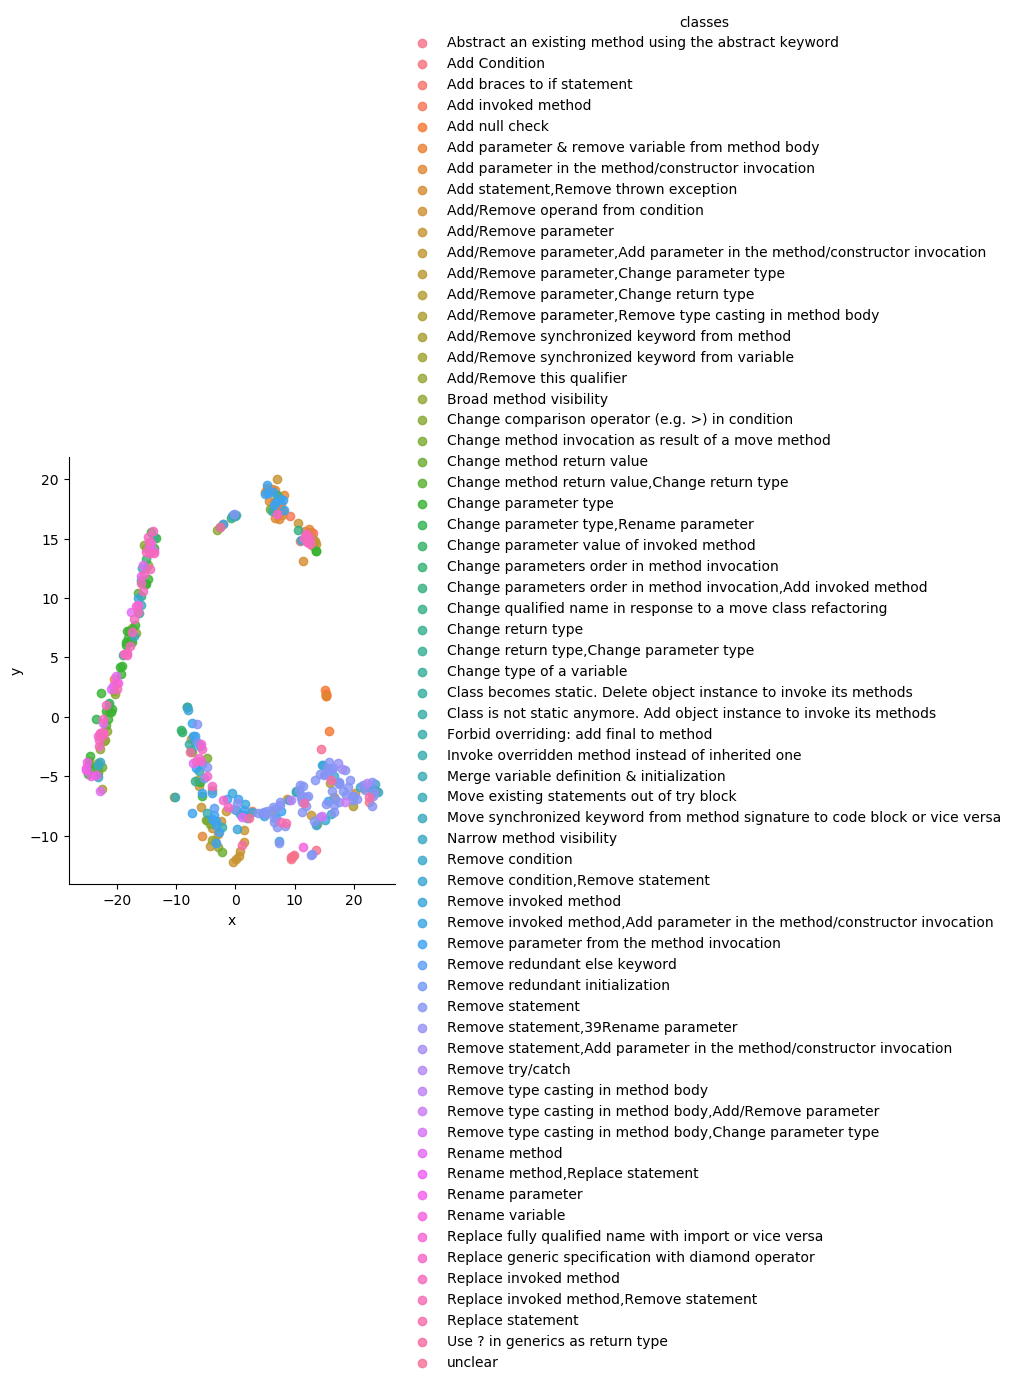 classes
Abstract an existing method using the abstract keyword
Add Condition
Add braces to if statement
Add invoked method
Add null check
Add parameter & remove variable from method body
Add parameter in the method/constructor invocation
Add statement,Remove thrown exception
Add/Remove operand from condition
Add/Remove parameter
Add/Remove parameter,Add parameter in the method/constructor invocation
Add/Remove parameter,Change parameter type
Add/Remove parameter,Change return type
Add/Remove parameter,Remove type casting in method body
Add/Remove synchronized keyword from method
Add/Remove synchronized keyword from variable
Add/Remove this qualifier
Broad method visibility
Change comparison operator (e.g. >) in condition
Change method invocation as result of a move method
Change method return value
Change method return value,Change return type
Change parameter type
Change parameter type,Rename parameter
Change parameter value of invoked method
Change parameters order in method invocation
Change parameters order in method invocation,Add invoked method
Change qualified name in response to a move class refactoring
Change return type
Change return type,Change parameter type
Change type of a variable
Class becomes static. Delete object instance to invoke its methods
Class is not static anymore. Add object instance to invoke its methods
Forbid overriding: add final to method
Invoke overridden method instead of inherited one
Merge variable definition & initialization
Move existing statements out of try block
Move synchronized keyword from method signature to code block or vice versa
Narrow method visibility
Remove condition
Remove condition,Remove statement
Remove invoked method
Remove invoked method,Add parameter in the method/constructor invocation
Remove parameter from the method invocation
Remove redundant else keyword
Remove redundant initialization
Remove statement
Remove statement,39Rename parameter
Remove statement,Add parameter in the method/constructor invocation
Remove try/catch
Remove type casting in method body
Remove type casting in method body,Add/Remove parameter
Remove type casting in method body,Change parameter type
Rename method
Rename method,Replace statement
Rename parameter
Rename variable
Replace fully qualified name with import or vice versa
Replace generic specification with diamond operator
Replace invoked method
Replace invoked method,Remove statement
Replace statement
Use ? in generics as return type
unclear
20
15
10
5
0
−5
−10
y
−20
−10
0
10
20
x